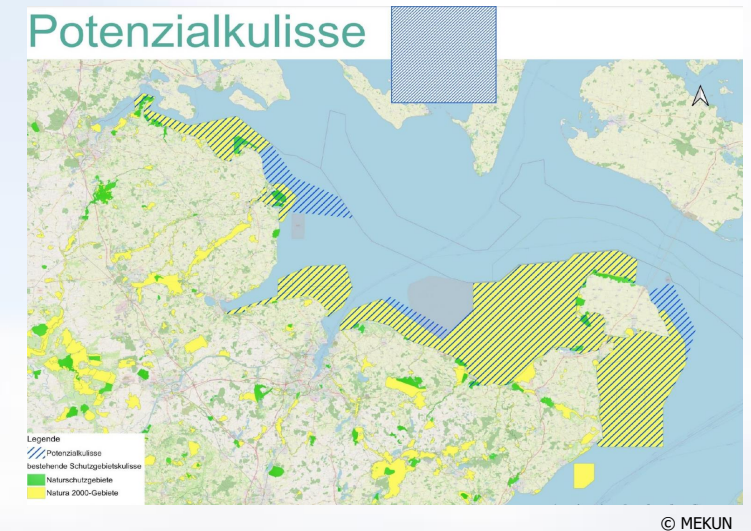 Potenzialkulisse
Legende
Potenzialkulisse
bestehende Schutzgebietskulisse
Naturschutzgebiete
Natura 2000-Gebiete
© MEKUN